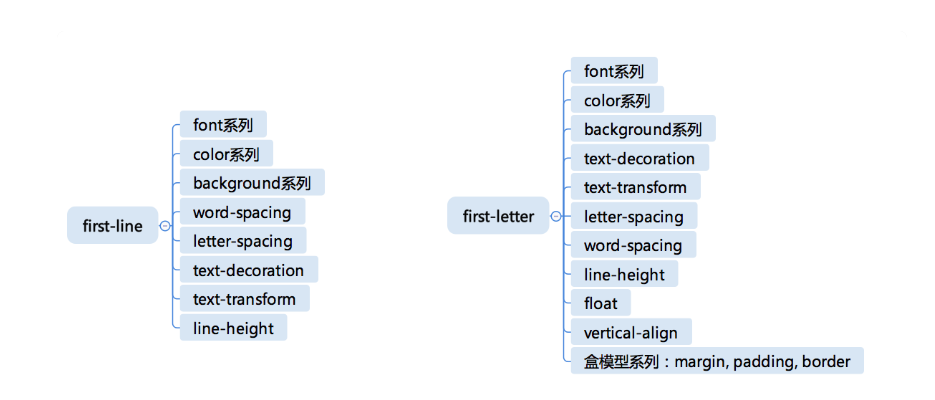 first-line
font系列
color系列
background系列
word-spacing
letter-spacing
text-decoration
text-transform
line-height
first-letter
font系列
color系列
background系列
text-decoration
text-transform
letter-spacing
word-spacing
line-height
float
vertical-align
盒模型系列：margin, padding, border